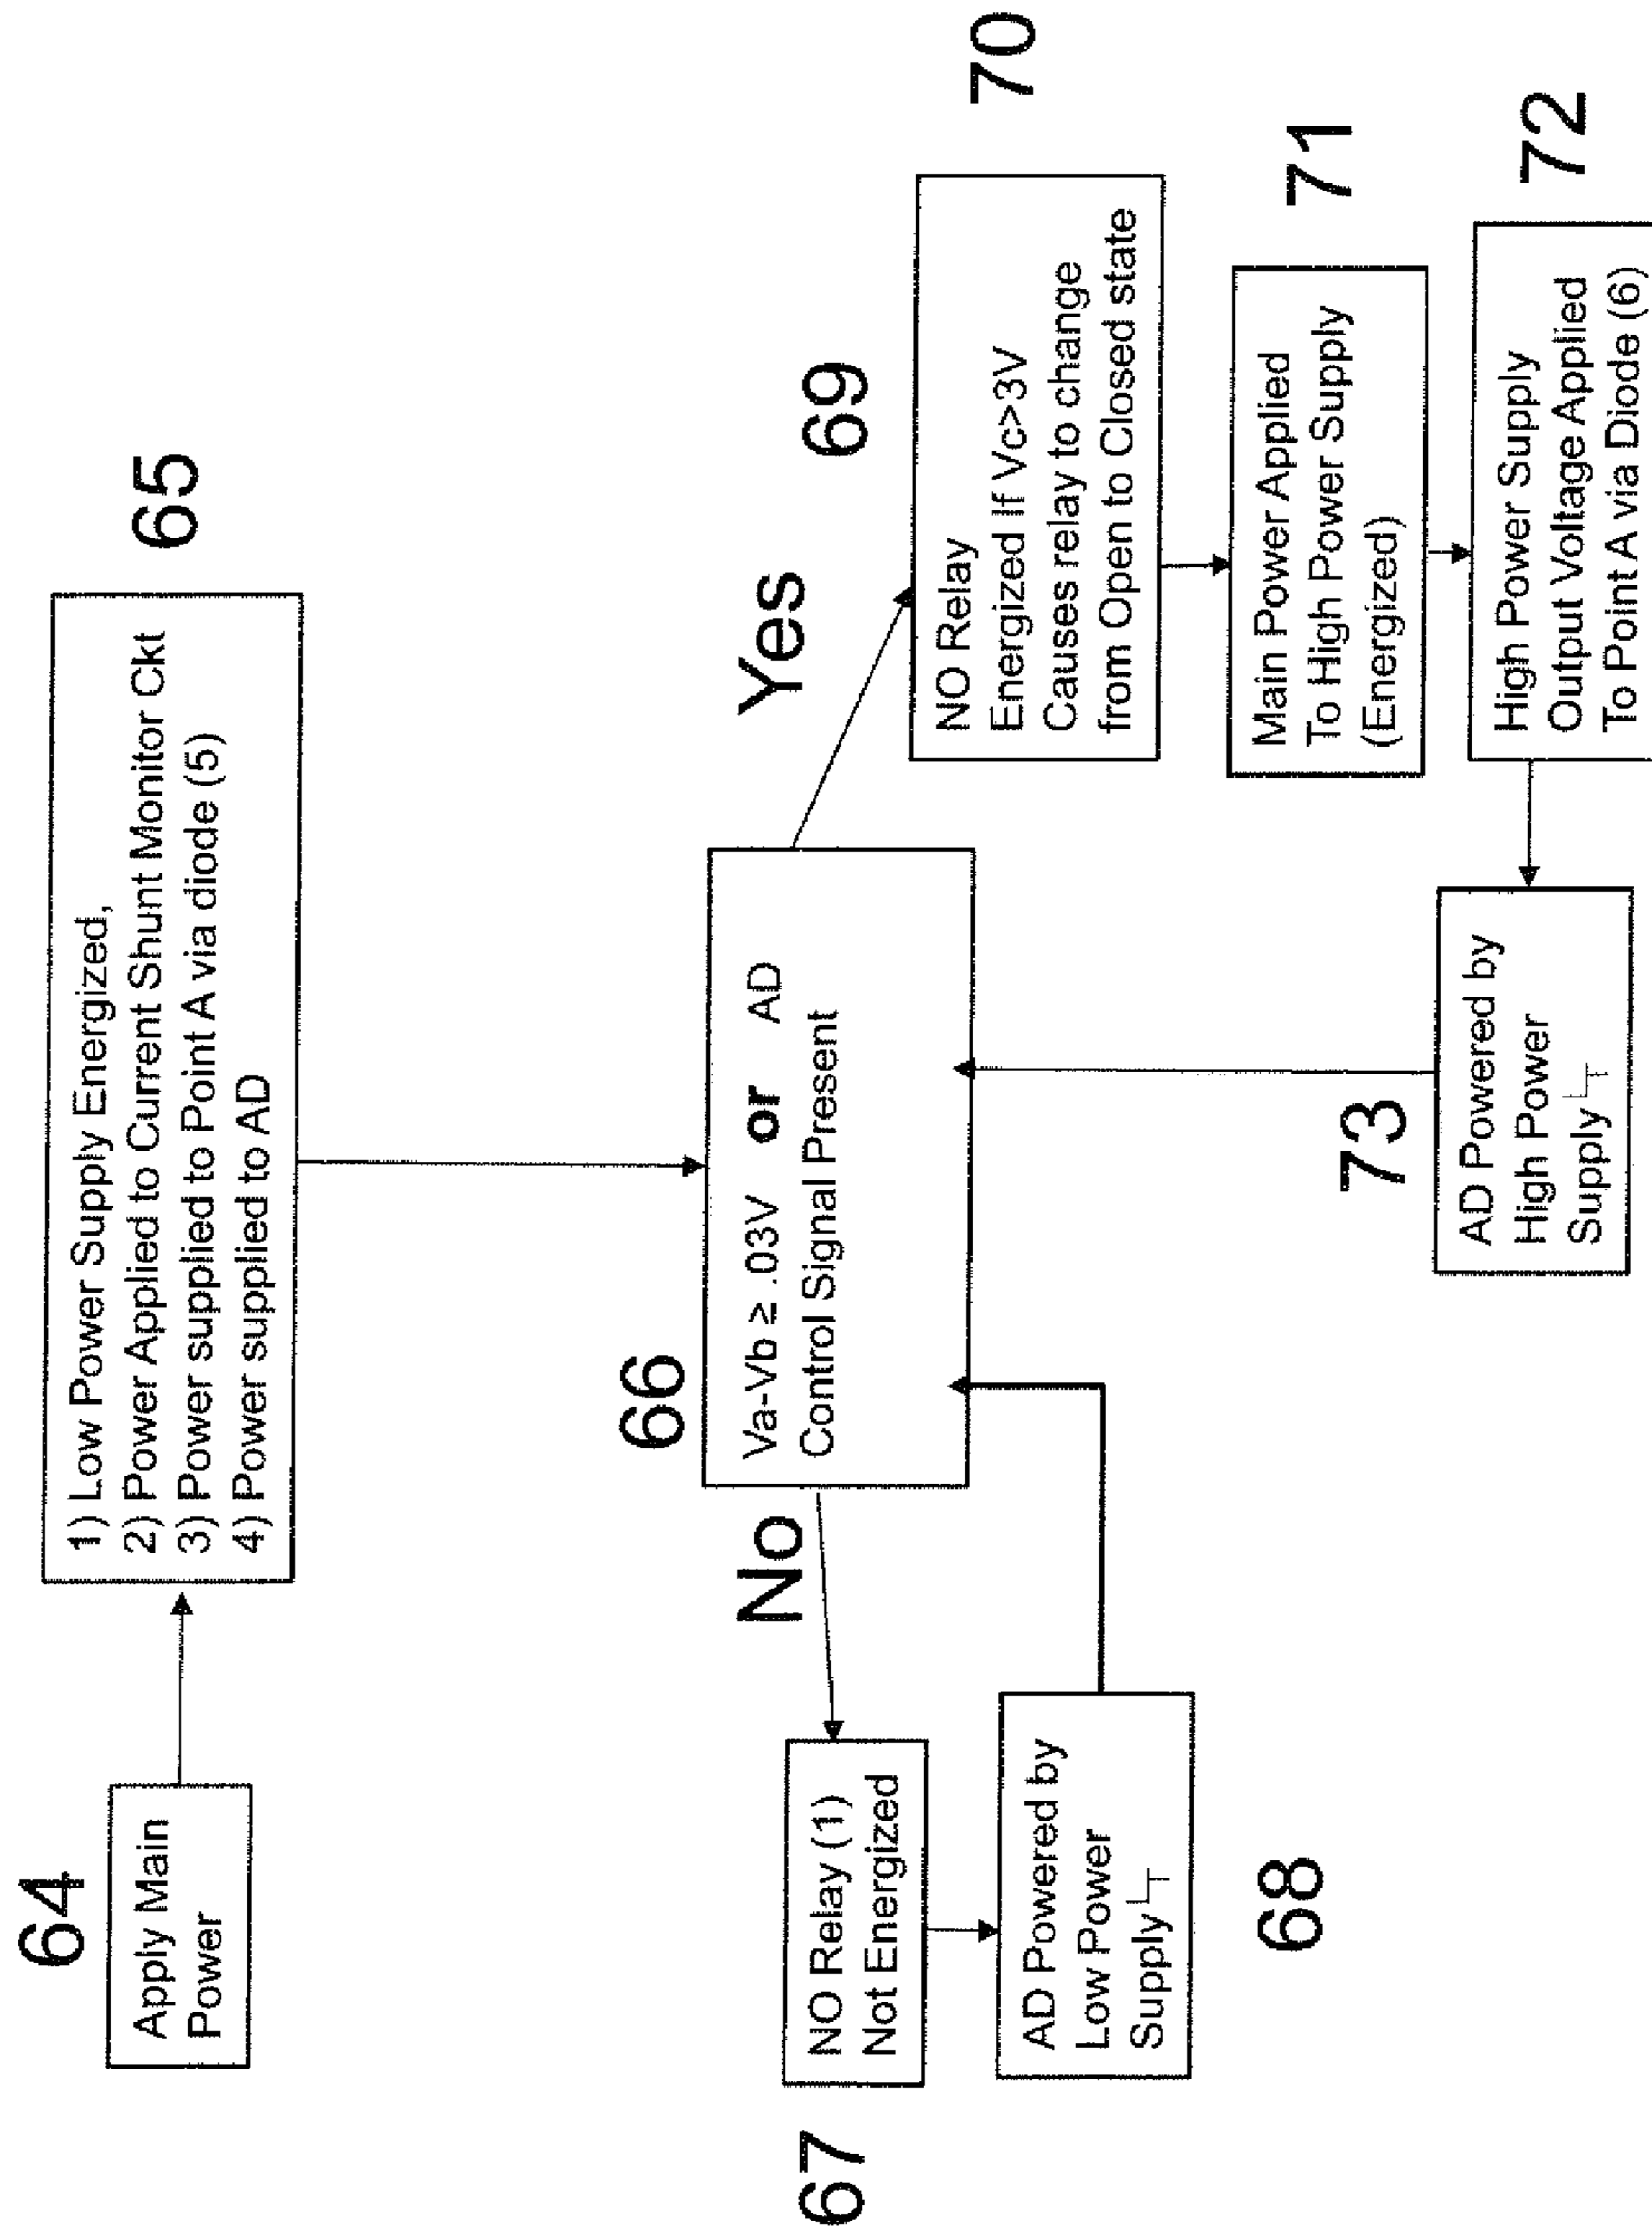 64
Apply Main
Power
65
1) Low Power Supply Energized,
2) Power Applied to Current Shunt Monitor Ckt
3) Power supplied to Point A via diode (5)
4) Power supplied to AD
66
Va-Vb ≥ .03V or AD
Control Signal Present
No
Yes
67
NO Relay (1)
Not Energized
AD Powered by
Low Power
Supply
68
69
NO Relay
Energized If Vc>3V
Causes relay to change
from Open to Closed state
70
Main Power Applied
To High Power Supply
(Energized)
71
High Power Supply
Output Voltage Applied
To Point A via Diode (6)
72
73
AD Powered by
High Power
Supply